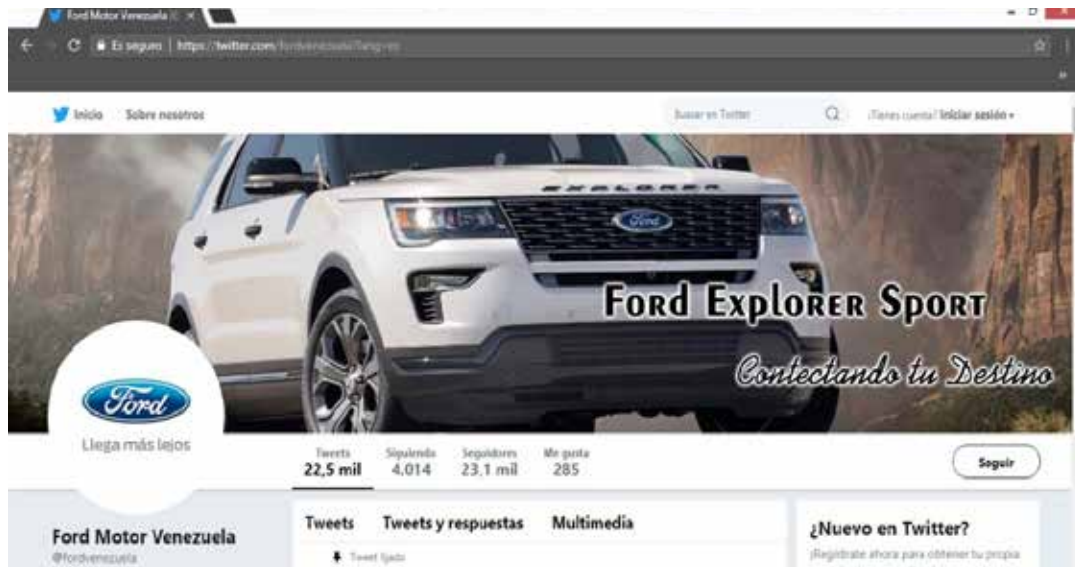 Ford Motor Venezuela
Es seguro | https://twitter.com/fordvenezuela?lang=es
Inicio Sobre nosotros Buscar en Twitter ¿Tienes cuenta? Iniciar sesión
EXPLORER
Ford
FORD EXPLORER SPORT
Contectando tu Destino
Ford
Llega más lejos
Tweets Siguiendo Seguidores Me gusta
22,5 mil 4.014 23,1 mil 285
Seguir
Tweets Tweets y respuestas Multimedia
Tweet fijado
Ford Motor Venezuela
@fordvenezuela
¿Nuevo en Twitter?
¡Regístrate ahora para obtener tu propia